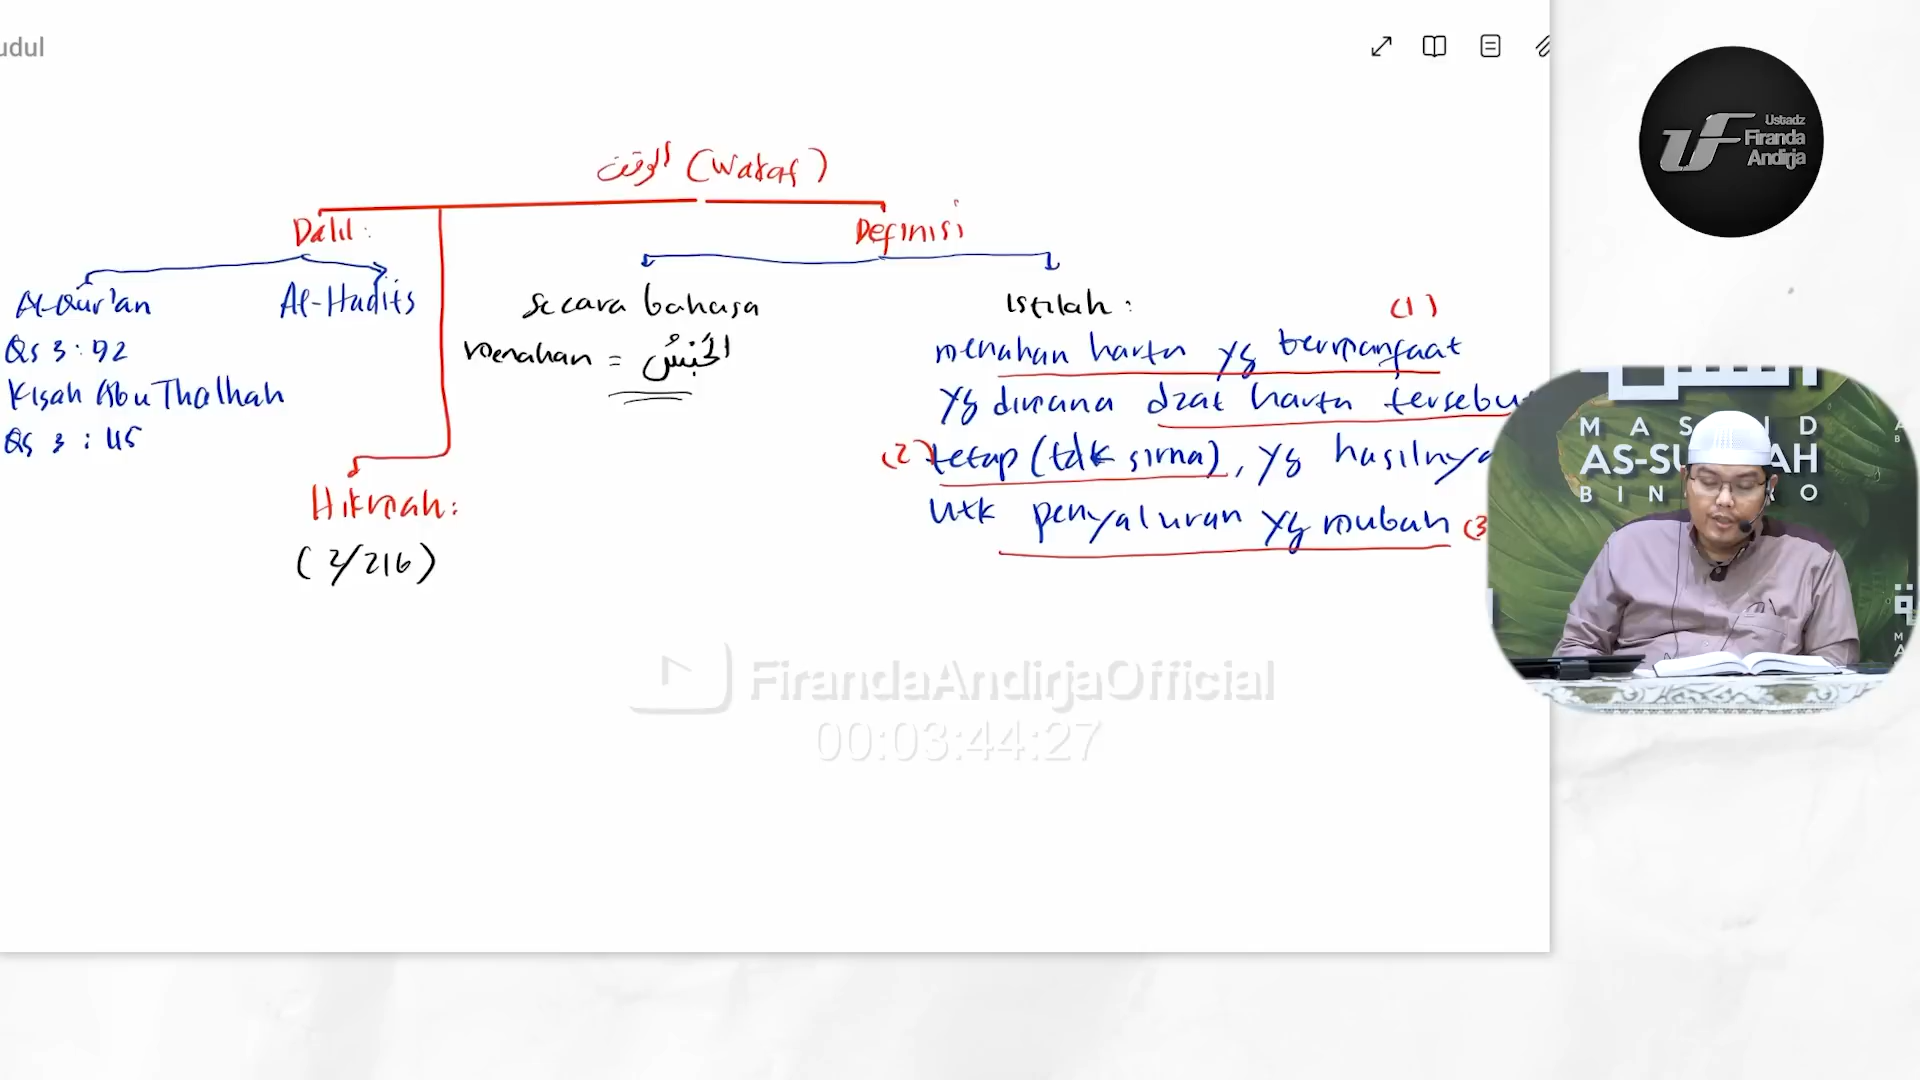 udul
الوقف (Wakaf)
Dalil:
Definisi
Al-Qur'an
Al-Hadits
Qs 3:92
Kisah Abu Thalhah
Qs 3:115
Hikmah:
(2/216)
secara bahasa
menahan = الحَبْسُ
Istilah:
(1)
menahan harta yg bermanfaat
yg dimana dzat harta tersebu
(2) tetap (tdk sirna), yg hasilnya
utk penyaluran yg mubah (3
Ustadz
Firanda
Andirja
MASJID
AS-SU AH
BIN RO
FirandaAndirjaOfficial
00:03:44:27